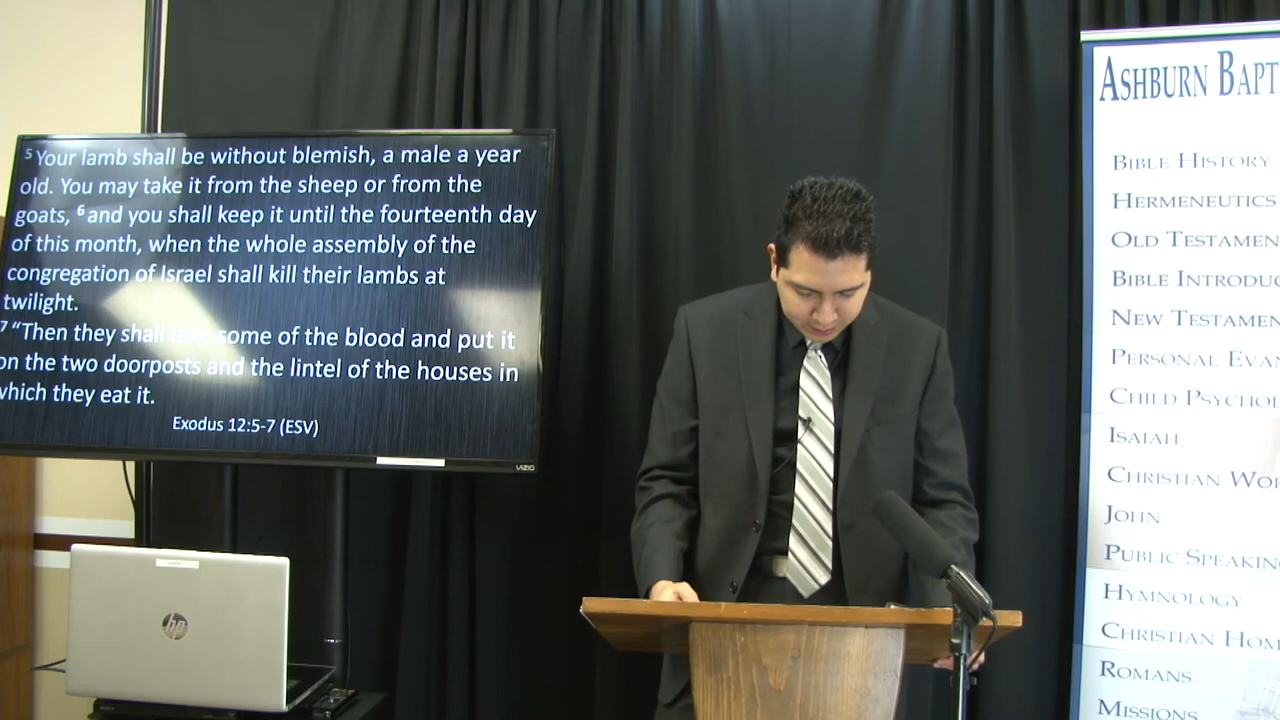 5 Your lamb shall be without blemish, a male a year
old. You may take it from the sheep or from the
goats, 6 and you shall keep it until the fourteenth day
of this month, when the whole assembly of the
congregation of Israel shall kill their lambs at
twilight.
7 “Then they shall take some of the blood and put it
on the two doorposts and the lintel of the houses in
which they eat it.
Exodus 12:5-7 (ESV)
VIZIO
hp
ASHBURN BAPT
BIBLE HISTORY
HERMENEUTICS
OLD TESTAMEN
BIBLE INTRODUC
NEW TESTAMEN
PERSONAL EVAN
CHILD PSYCHOL
ISAIAH
CHRISTIAN WOR
JOHN
PUBLIC SPEAKING
HYMNOLOGY
CHRISTIAN HOM
ROMANS
MISSIONS